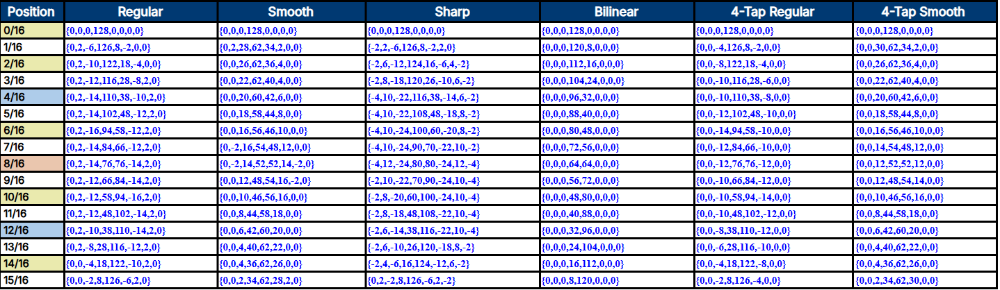 Position Regular Smooth Sharp Bilinear 4-Tap Regular 4-Tap Smooth
0/16 {0,0,0,128,0,0,0,0} {0,0,0,128,0,0,0,0} {0,0,0,128,0,0,0,0} {0,0,0,128,0,0,0,0} {0,0,0,128,0,0,0,0} {0,0,0,128,0,0,0,0}
1/16 {0,2,-6,126,8,-2,0,0} {0,2,28,62,34,2,0,0} {-2,2,-6,126,8,-2,2,0} {0,0,0,120,8,0,0,0} {0,0,-4,126,8,-2,0,0} {0,0,30,62,34,2,0,0}
2/16 {0,2,-10,122,18,-4,0,0} {0,0,26,62,36,4,0,0} {-2,6,-12,124,16,-6,4,-2} {0,0,0,112,16,0,0,0} {0,0,-8,122,18,-4,0,0} {0,0,26,62,36,4,0,0}
3/16 {0,2,-12,116,28,-8,2,0} {0,0,22,62,40,4,0,0} {-2,8,-18,120,26,-10,6,-2} {0,0,0,104,24,0,0,0} {0,0,-10,116,28,-6,0,0} {0,0,22,62,40,4,0,0}
4/16 {0,2,-14,110,38,-10,2,0} {0,0,20,60,42,6,0,0} {-4,10,-22,116,38,-14,6,-2} {0,0,0,96,32,0,0,0} {0,0,-10,110,38,-8,0,0} {0,0,20,60,42,6,0,0}
5/16 {0,2,-14,102,48,-12,2,0} {0,0,18,58,44,8,0,0} {-4,10,-22,108,48,-18,8,-2} {0,0,0,88,40,0,0,0} {0,0,-12,102,48,-10,0,0} {0,0,18,58,44,8,0,0}
6/16 {0,2,-16,94,58,-12,2,0} {0,0,16,56,46,10,0,0} {-4,10,-24,100,60,-20,8,-2} {0,0,0,80,48,0,0,0} {0,0,-14,94,58,-10,0,0} {0,0,16,56,46,10,0,0}
7/16 {0,2,-14,84,66,-12,2,0} {0,-2,16,54,48,12,0,0} {-4,10,-24,90,70,-22,10,-2} {0,0,0,72,56,0,0,0} {0,0,-12,84,66,-10,0,0} {0,0,14,54,48,12,0,0}
8/16 {0,2,-14,76,76,-14,2,0} {0,-2,14,52,52,14,-2,0} {-4,12,-24,80,80,-24,12,-4} {0,0,0,64,64,0,0,0} {0,0,-12,76,76,-12,0,0} {0,0,12,52,52,12,0,0}
9/16 {0,2,-12,66,84,-14,2,0} {0,0,12,48,54,16,-2,0} {-2,10,-22,70,90,-24,10,-4} {0,0,0,56,72,0,0,0} {0,0,-10,66,84,-12,0,0} {0,0,12,48,54,14,0,0}
10/16 {0,2,-12,58,94,-16,2,0} {0,0,10,46,56,16,0,0} {-2,8,-20,60,100,-24,10,-4} {0,0,0,48,80,0,0,0} {0,0,-10,58,94,-14,0,0} {0,0,10,46,56,16,0,0}
11/16 {0,2,-12,48,102,-14,2,0} {0,0,8,44,58,18,0,0} {-2,8,-18,48,108,-22,10,-4} {0,0,0,40,88,0,0,0} {0,0,-10,48,102,-12,0,0} {0,0,8,44,58,18,0,0}
12/16 {0,2,-10,38,110,-14,2,0} {0,0,6,42,60,20,0,0} {-2,6,-14,38,116,-22,10,-4} {0,0,0,32,96,0,0,0} {0,0,-8,38,110,-12,0,0} {0,0,6,42,60,20,0,0}
13/16 {0,2,-8,28,116,-12,2,0} {0,0,4,40,62,22,0,0} {-2,6,-10,26,120,-18,8,-2} {0,0,0,24,104,0,0,0} {0,0,-6,28,116,-10,0,0} {0,0,4,40,62,22,0,0}
14/16 {0,0,-4,18,122,-10,2,0} {0,0,4,36,62,26,0,0} {-2,4,-6,16,124,-12,6,-2} {0,0,0,16,112,0,0,0} {0,0,-4,18,122,-8,0,0} {0,0,4,36,62,26,0,0}
15/16 {0,0,-2,8,126,-6,2,0} {0,0,2,34,62,28,2,0} {0,2,-2,8,126,-6,2,-2} {0,0,0,8,120,0,0,0} {0,0,-2,8,126,-4,0,0} {0,0,2,34,62,30,0,0}